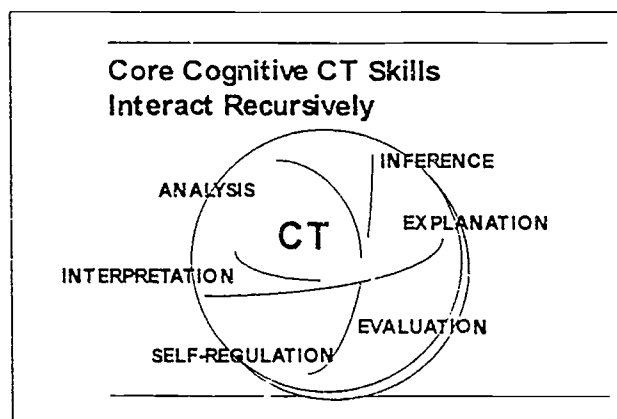 Core Cognitive CT Skills
Interact Recursively
INFERENCE
ANALYSIS
EXPLANATION
CT
INTERPRETATION
EVALUATION
SELF-REGULATION